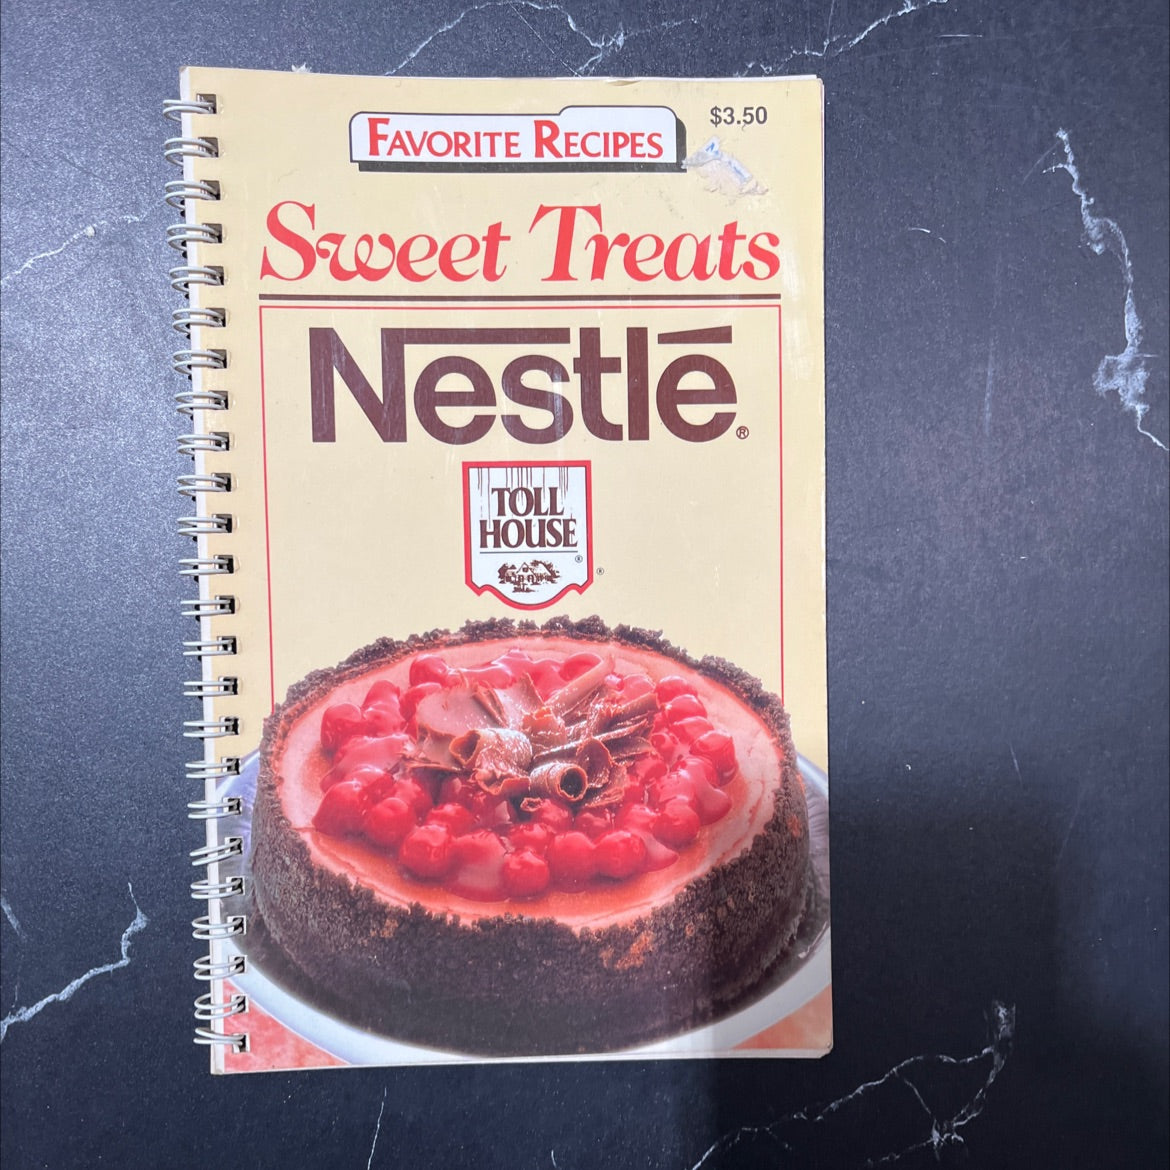 FAVORITE RECIPES
$3.50
Sweet Treats
Nestlé®
TOLL
HOUSE
®
®